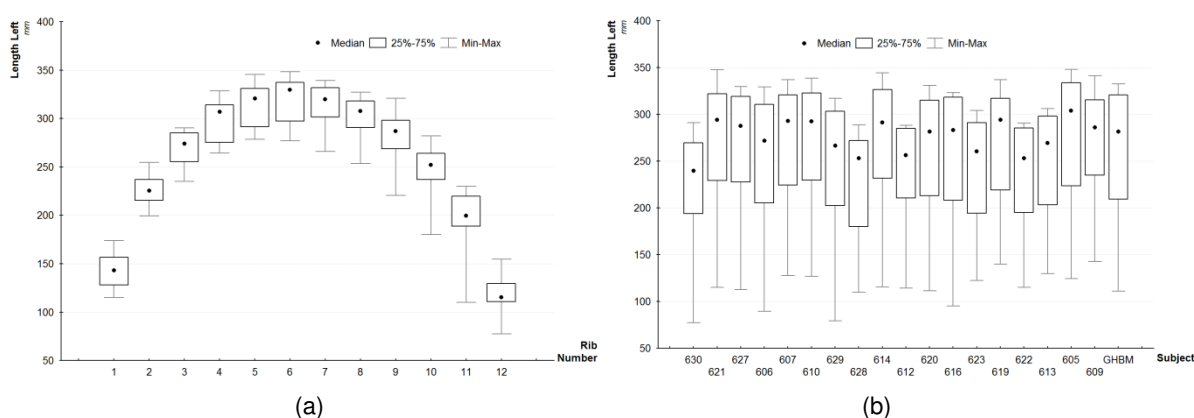 Length Left
mm
400
350
300
250
200
150
100
50
Median 25%-75% Min-Max
1 2 3 4 5 6 7 8 9 10 11 12
Rib
Number
(a)
Length Left
mm
400
350
300
250
200
150
100
50
Median 25%-75% Min-Max
630 627 607 629 614 620 623 622 605 GHBM
621 606 610 628 612 616 619 613 609
Subject
(b)